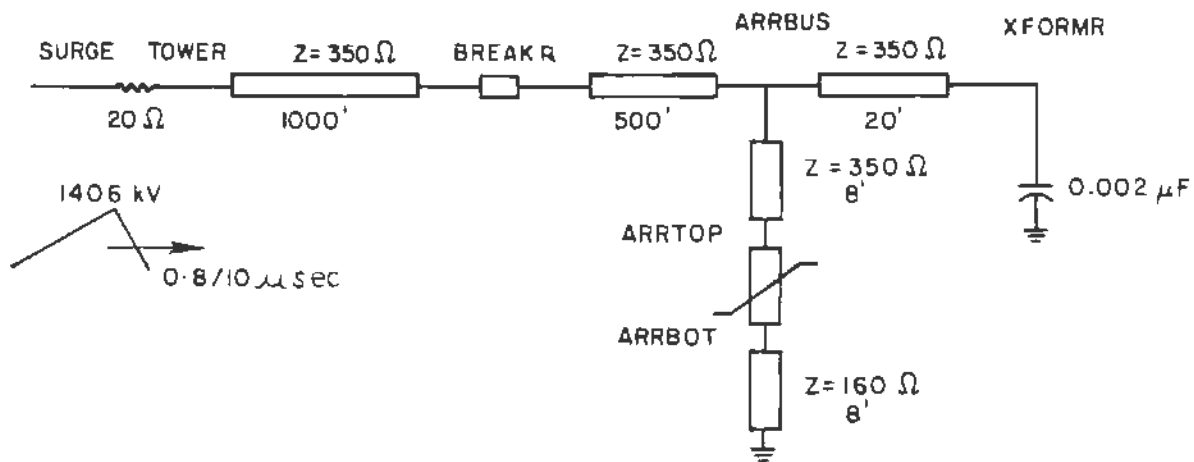 ARRBUS
XFORMR
SURGE TOWER Z = 350 Ω BREAKR Z = 350 Ω Z = 350 Ω
20 Ω 1000' 500' 20'
Z = 350 Ω
8'
1406 kV
0.002 μF
ARRTOP
0.8/10 μsec
ARRBOT
Z = 160 Ω
8'